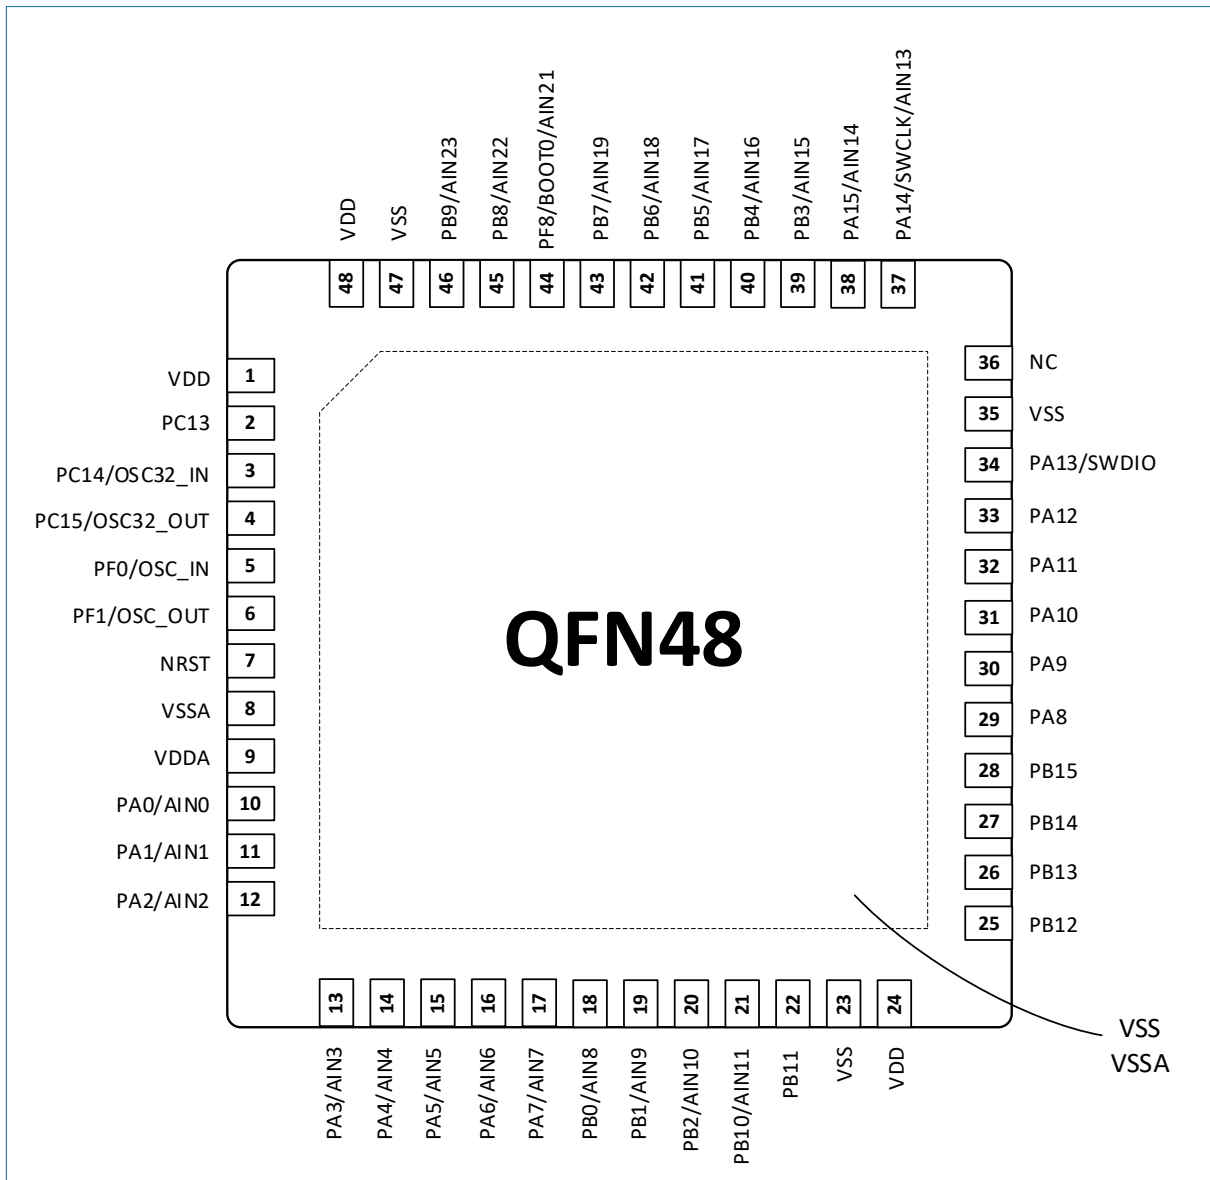 PB9/AIN23
PB8/AIN22
PF8/BOOT0/AIN21
PB7/AIN19
PB6/AIN18
PB5/AIN17
PB4/AIN16
PB3/AIN15
PA15/AIN14
PA14/SWCLK/AIN13
VDD
VSS
48
47
46
45
44
43
42
41
40
39
38
37
VDD 1
PC13 2
PC14/OSC32_IN 3
PC15/OSC32_OUT 4
PF0/OSC_IN 5
PF1/OSC_OUT 6
NRST 7
VSSA 8
VDDA 9
PA0/AIN0 10
PA1/AIN1 11
PA2/AIN2 12
QFN48
36 NC
35 VSS
34 PA13/SWDIO
33 PA12
32 PA11
31 PA10
30 PA9
29 PA8
28 PB15
27 PB14
26 PB13
25 PB12
13
14
15
16
17
18
19
20
21
22
23
24
PA3/AIN3
PA4/AIN4
PA5/AIN5
PA6/AIN6
PA7/AIN7
PB0/AIN8
PB1/AIN9
PB2/AIN10
PB10/AIN11
PB11
VSS
VDD
VSS
VSSA